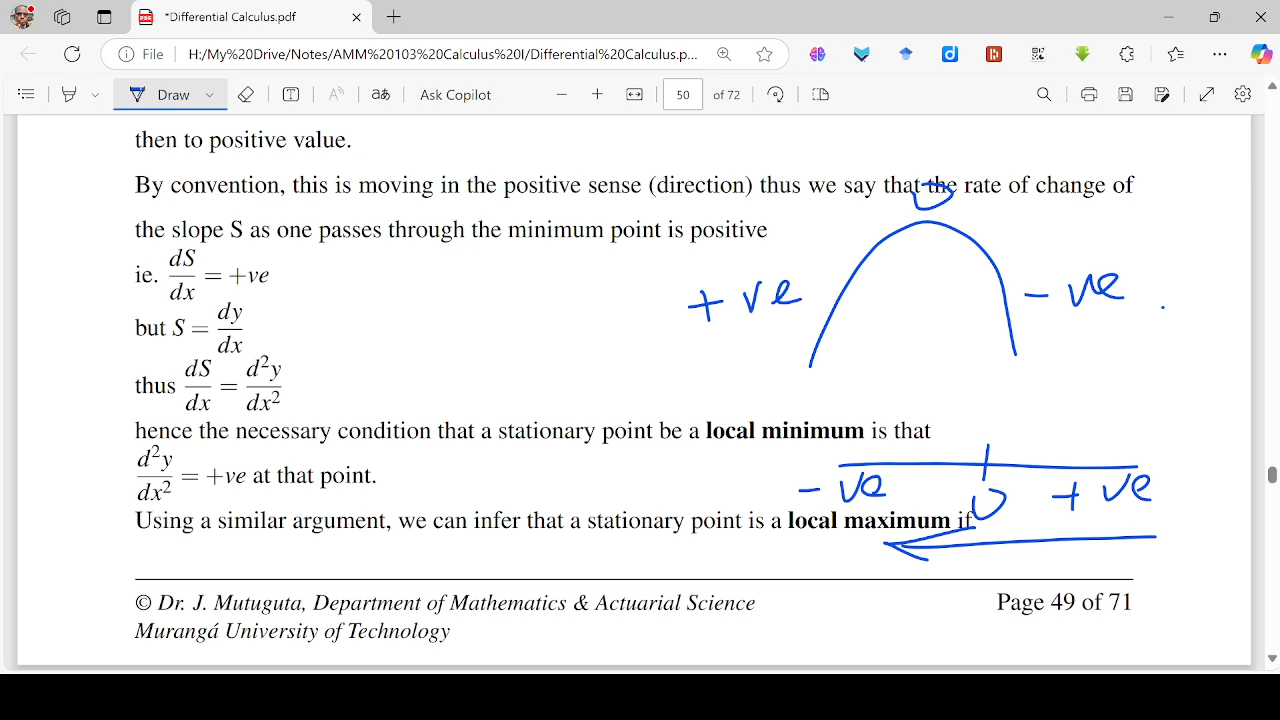 *Differential Calculus.pdf
File H:/My%20Drive/Notes/AMM%20103%20Calculus%20I/Differential%20Calculus.p...
Draw Ask Copilot 50 of 72
then to positive value.
By convention, this is moving in the positive sense (direction) thus we say that the rate of change of
0
the slope S as one passes through the minimum point is positive
ie. dS/dx = +ve
+ ve - ve
but S = dy/dx
thus dS/dx = d²y/dx²
hence the necessary condition that a stationary point be a local minimum is that
d²y/dx² = +ve at that point.
- ve 0 + ve
Using a similar argument, we can infer that a stationary point is a local maximum if
© Dr. J. Mutuguta, Department of Mathematics & Actuarial Science Page 49 of 71
Murangá University of Technology